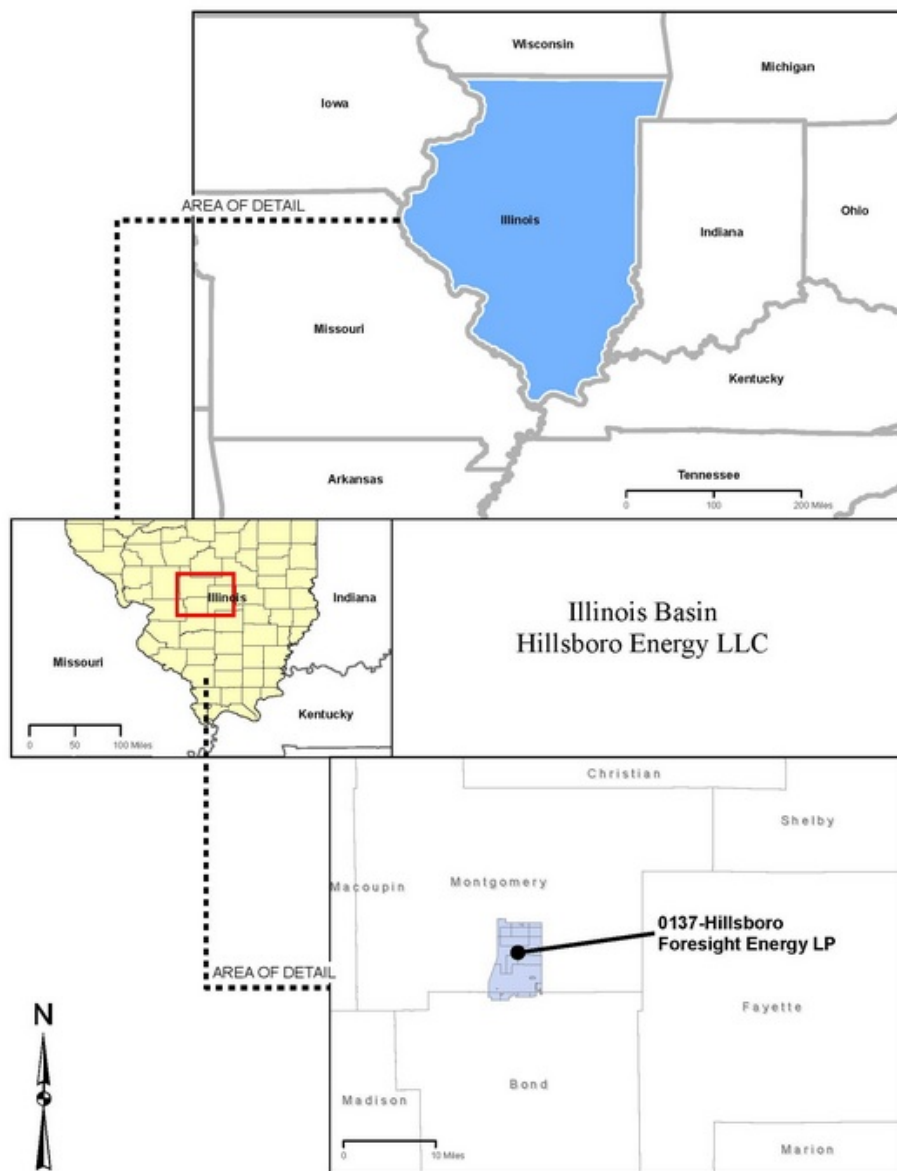 Wisconsin
Michigan
Iowa
AREA OF DETAIL
Illinois
Ohio
Indiana
Missouri
Kentucky
Arkansas
Tennessee
0 100 200 Miles
Illinois
Indiana
Missouri
Kentucky
0 50 100 Miles
Illinois Basin
Hillsboro Energy LLC
Christian
Shelby
Macoupin
Montgomery
0137-Hillsboro
Foresight Energy LP
AREA OF DETAIL
Fayette
N
Bond
Madison
Marion
0 10 Miles